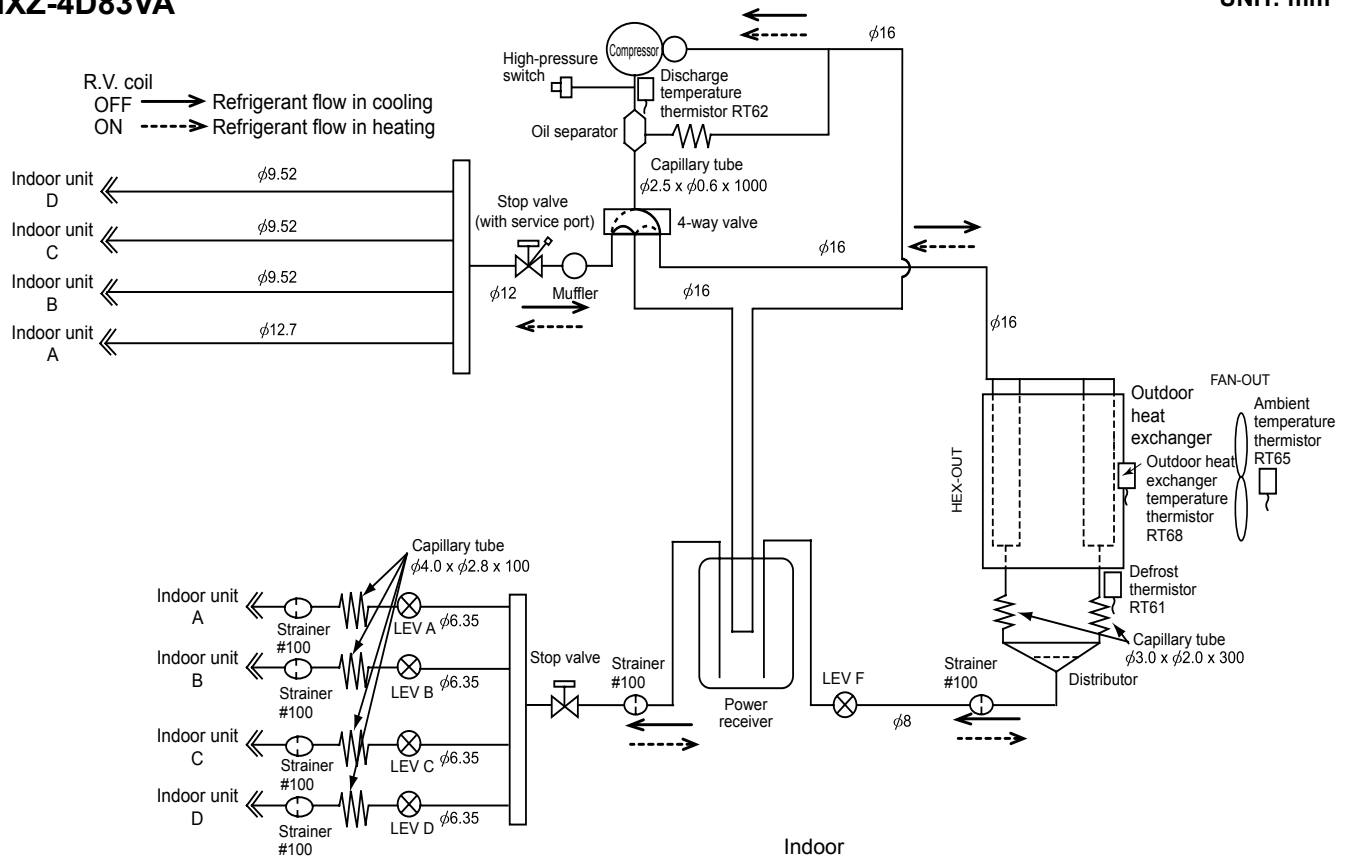 MXZ-4D83VA
UNIT: mm
R.V. coil
OFF Refrigerant flow in cooling
ON Refrigerant flow in heating
High-pressure
switch
Compressor
Discharge
temperature
thermistor RT62
Oil separator
Capillary tube
ϕ2.5 x ϕ0.6 x 1000
ϕ16
Stop valve
(with service port)
4-way valve
ϕ12
Muffler
ϕ16
ϕ16
ϕ16
Indoor unit
D
ϕ9.52
Indoor unit
C
ϕ9.52
Indoor unit
B
ϕ9.52
Indoor unit
A
ϕ12.7
FAN-OUT
Outdoor
heat
exchanger
Ambient
temperature
thermistor
RT65
HEX-OUT
Outdoor heat
exchanger
temperature
thermistor
RT68
Defrost
thermistor
RT61
Capillary tube
ϕ3.0 x ϕ2.0 x 300
Distributor
Capillary tube
ϕ4.0 x ϕ2.8 x 100
Indoor unit
A
Strainer
#100
LEV A
ϕ6.35
Indoor unit
B
Strainer
#100
LEV B
ϕ6.35
Indoor unit
C
Strainer
#100
LEV C
ϕ6.35
Indoor unit
D
Strainer
#100
LEV D
ϕ6.35
Stop valve
Strainer
#100
Power
receiver
LEV F
ϕ8
Strainer
#100
Indoor